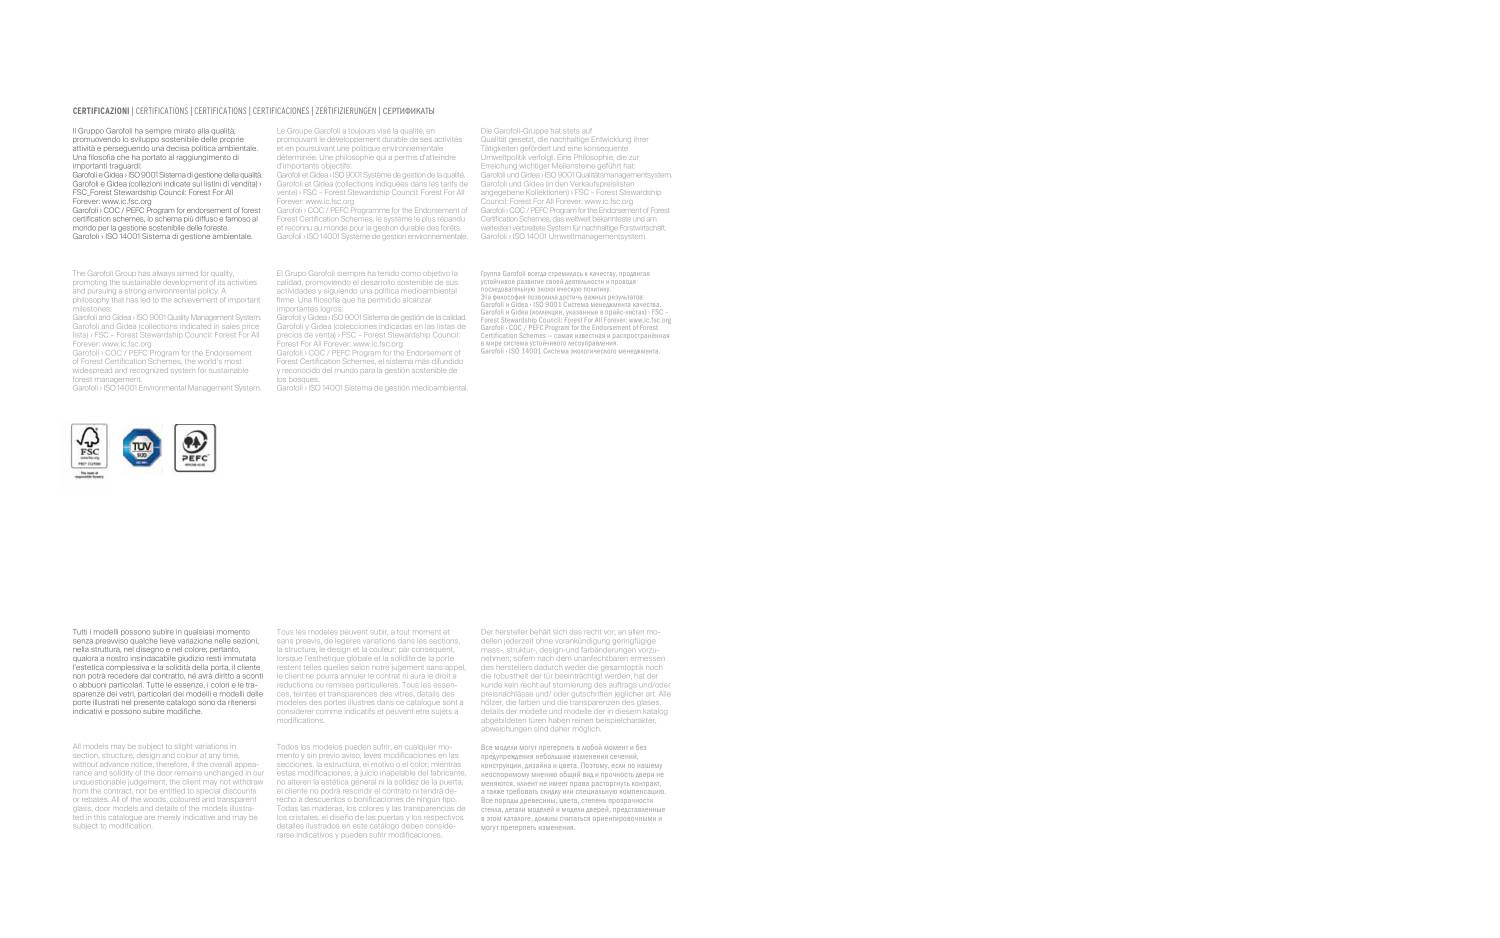 CERTIFICAZIONI | CERTIFICATIONS | CERTIFICATIONS | CERTIFICACIONES | ZERTIFIZIERUNGEN | СЕРТИФИКАТЫ
Il Gruppo Garofoli ha sempre mirato alla qualità,
promuovendo lo sviluppo sostenibile delle proprie
attività e perseguendo una decisa politica ambientale.
Una filosofia che ha portato al raggiungimento di
importanti traguardi:
Garofoli e Gidea › ISO 9001 Sistema di gestione della qualità.
Garofoli e Gidea (collezioni indicate sui listini di vendita) ›
FSC_Forest Stewardship Council: Forest For All
Forever: www.ic.fsc.org
Garofoli › COC / PEFC Program for endorsement of forest
certification schemes, lo schema più diffuso e famoso al
mondo per la gestione sostenibile delle foreste.
Garofoli › ISO 14001 Sistema di gestione ambientale.
Le Groupe Garofoli a toujours visé la qualité, en
promouvant le développement durable de ses activités
et en poursuivant une politique environnementale
déterminée. Une philosophie qui a permis d'atteindre
d'importants objectifs:
Garofoli et Gidea › ISO 9001 Système de gestion de la qualité.
Garofoli et Gidea (collections indiquées dans les tarifs de
vente) › FSC – Forest Stewardship Council: Forest For All
Forever: www.ic.fsc.org
Garofoli › COC / PEFC Programme for the Endorsement of
Forest Certification Schemes, le système le plus répandu
et reconnu au monde pour la gestion durable des forêts.
Garofoli › ISO 14001 Système de gestion environnementale.
Die Garofoli-Gruppe hat stets auf
Qualität gesetzt, die nachhaltige Entwicklung ihrer
Tätigkeiten gefördert und eine konsequente
Umweltpolitik verfolgt. Eine Philosophie, die zur
Erreichung wichtiger Meilensteine geführt hat:
Garofoli und Gidea › ISO 9001 Qualitätsmanagementsystem.
Garofoli und Gidea (in den Verkaufspreislisten
angegebene Kollektionen) › FSC – Forest Stewardship
Council: Forest For All Forever: www.ic.fsc.org
Garofoli › COC / PEFC Program for the Endorsement of Forest
Certification Schemes, das weltweit bekannteste und am
weitesten verbreitete System für nachhaltige Forstwirtschaft.
Garofoli › ISO 14001 Umweltmanagementsystem.
The Garofoli Group has always aimed for quality,
promoting the sustainable development of its activities
and pursuing a strong environmental policy. A
philosophy that has led to the achievement of important
milestones:
Garofoli and Gidea › ISO 9001 Quality Management System.
Garofoli and Gidea (collections indicated in sales price
lists) › FSC – Forest Stewardship Council: Forest For All
Forever: www.ic.fsc.org
Garofoli › COC / PEFC Program for the Endorsement
of Forest Certification Schemes, the world's most
widespread and recognized system for sustainable
forest management.
Garofoli › ISO 14001 Environmental Management System.
El Grupo Garofoli siempre ha tenido como objetivo la
calidad, promoviendo el desarrollo sostenible de sus
actividades y siguiendo una política medioambiental
firme. Una filosofía que ha permitido alcanzar
importantes logros:
Garofoli y Gidea › ISO 9001 Sistema de gestión de la calidad.
Garofoli y Gidea (colecciones indicadas en las listas de
precios de venta) › FSC – Forest Stewardship Council:
Forest For All Forever: www.ic.fsc.org
Garofoli › COC / PEFC Program for the Endorsement of
Forest Certification Schemes, el sistema más difundido
y reconocido del mundo para la gestión sostenible de
los bosques.
Garofoli › ISO 14001 Sistema de gestión medioambiental.
Группа Garofoli всегда стремилась к качеству, продвигая
устойчивое развитие своей деятельности и проводя
последовательную экологическую политику.
Эта философия позволила достичь важных результатов:
Garofoli и Gidea › ISO 9001 Система менеджмента качества.
Garofoli и Gidea (коллекции, указанные в прайс-листах) › FSC –
Forest Stewardship Council: Forest For All Forever: www.ic.fsc.org
Garofoli › COC / PEFC Program for the Endorsement of Forest
Certification Schemes — самая известная и распространённая
в мире система устойчивого лесоуправления.
Garofoli › ISO 14001 Система экологического менеджмента.
FSC
TÜV
SÜD
PEFC
Tutti i modelli possono subire in qualsiasi momento
senza preavviso qualche lieve variazione nelle sezioni,
nella struttura, nel disegno e nel colore; pertanto,
qualora a nostro insindacabile giudizio resti immutata
l'estetica complessiva e la solidità della porta, il cliente
non potrà recedere dal contratto, né avrà diritto a sconti
o abbuoni particolari. Tutte le essenze, i colori e le tra-
sparenze dei vetri, particolari dei modelli e modelli delle
porte illustrati nel presente catalogo sono da ritenersi
indicativi e possono subire modifiche.
Tous les modeles peuvent subir, a tout moment et
sans preavis, de legeres variations dans les sections,
la structure, le design et la couleur; par consequent,
lorsque l'esthetique globale et la solidite de la porte
restent telles quelles selon notre jugement sans appel,
le client ne pourra annuler le contrat ni aura le droit a
reductions ou remises particulieres. Tous les essen-
ces, teintes et transparences des vitres, details des
modeles des portes illustres dans ce catalogue sont a
considerer comme indicatifs et peuvent etre sujets a
modifications.
Der hersteller behält sich das recht vor, an allen mo-
dellen jederzeit ohne vorankündigung geringfügige
mass-, struktur-, design-und farbänderungen vorzu-
nehmen; sofern nach dem unanfechtbaren ermessen
des herstellers dadurch weder die gesamtoptik noch
die robustheit der tür beeinträchtigt werden, hat der
kunde kein recht auf stornierung des auftrags und/oder
preisnachlässe und/ oder gutschriften jeglicher art. Alle
hölzer, die farben und die transparenzen des glases,
details der modelle und modelle der in diesem katalog
abgebildeten türen haben reinen beispielcharakter,
abweichungen sind daher möglich.
All models may be subject to slight variations in
section, structure, design and colour at any time,
without advance notice; therefore, if the overall appea-
rance and solidity of the door remains unchanged in our
unquestionable judgement, the client may not withdraw
from the contract, nor be entitled to special discounts
or rebates. All of the woods, coloured and transparent
glass, door models and details of the models illustra-
ted in this catalogue are merely indicative and may be
subject to modification.
Todos los modelos pueden sufrir, en cualquier mo-
mento y sin previo aviso, leves modificaciones en las
secciones, la estructura, el motivo o el color; mientras
estas modificaciones, a juicio inapelable del fabricante,
no alteren la estética general ni la solidez de la puerta,
el cliente no podrá rescindir el contrato ni tendrá de-
recho a descuentos o bonificaciones de ningún tipo.
Todas las maderas, los colores y las transparencias de
los cristales, el diseño de las puertas y los respectivos
detalles ilustrados en este catálogo deben conside-
rarse indicativos y pueden sufrir modificaciones.
Все модели могут претерпеть в любой момент и без
предупреждения небольшие изменения сечений,
конструкции, дизайна и цвета. Поэтому, если по нашему
неоспоримому мнению общий вид и прочность двери не
меняются, клиент не имеет права расторгнуть контракт,
а также требовать скидку или специальную компенсацию.
Все породы древесины, цвета, степень прозрачности
стекла, детали моделей и модели дверей, представленные
в этом каталоге, должны считаться ориентировочными и
могут претерпеть изменения.